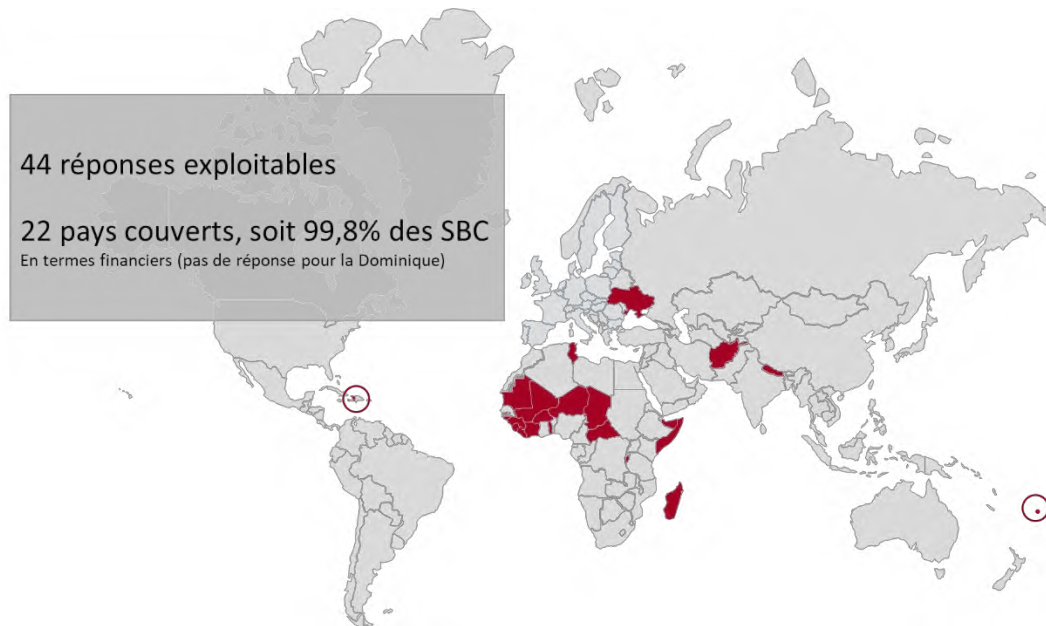 44 réponses exploitables
22 pays couverts, soit 99,8% des SBC
En termes financiers (pas de réponse pour la Dominique)